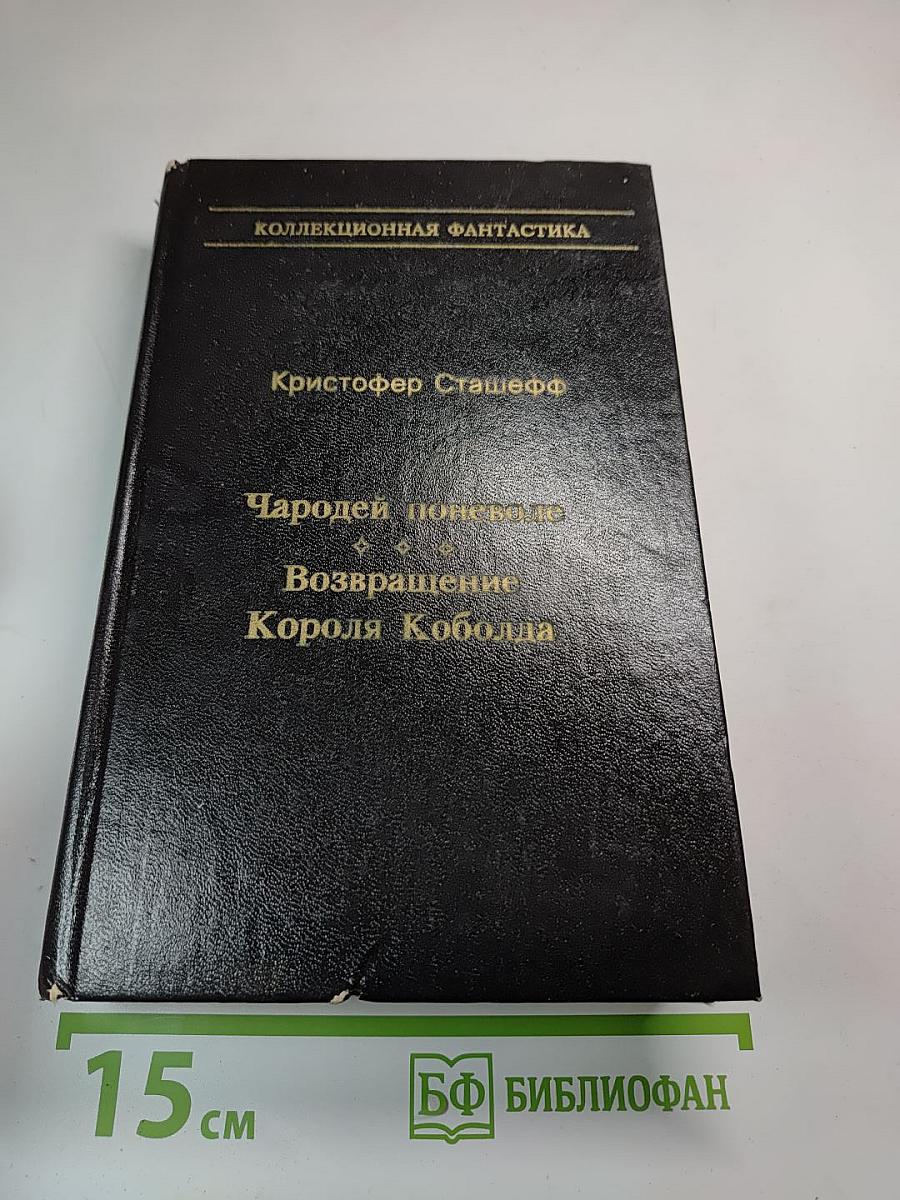 КОЛЛЕКЦИОННАЯ ФАНТАСТИКА
Кристофер Сташефф
Чародей поневоле
Возвращение
Короля Коболда
15 см
БФ БИБЛИОФАН